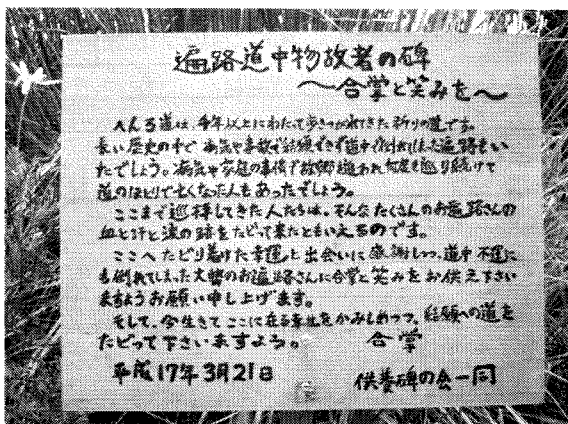 遍路道中物故者の碑
～合掌と笑みを～
へんろ道は、千年以上にわたって歩きつがれてきた祈りの道です。
長い歴史の中で、病気や事故で結願できず道中で倒れてしまった遍路もい
たでしょう。病気や家庭の事情で故郷を追われ何度も巡り続けて
道のほとりで亡くなった人もあったでしょう。
ここまで巡拝してきた人たちは、そんなたくさんのお遍路さんの
血と汗と涙の跡をたどって来たともいえるのです。
ここへたどり着けた幸運と出会いに感謝しつつ、道中不運に
も倒れてしまった大勢のお遍路さんに合掌と笑みをお供え下さい
ますようお願い申し上げます。
そして、今生きてここに在る幸せをかみしめつつ、結願への道を
たどって下さいますよう。 合掌
平成17年3月21日 供養碑の会一同